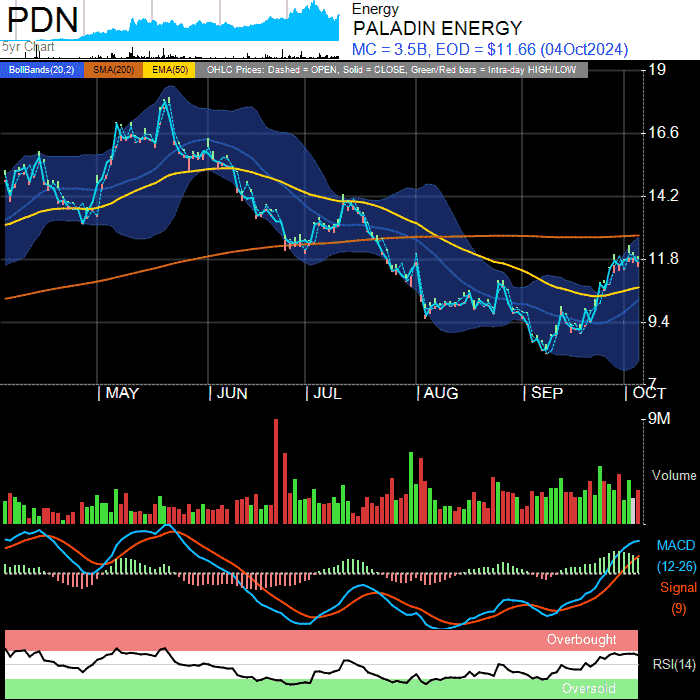 PDN
5yr Chart
Energy
PALADIN ENERGY
MC = 3.5B, EOD = $11.66 (04Oct2024)
BollBands(20,2) SMA(200) EMA(50) OHLC Prices: Dashed = OPEN, Solid = CLOSE, Green/Red bars = Intra-day HIGH/LOW
19
16.6
14.2
11.8
9.4
7
MAY JUN JUL AUG SEP OCT
9M
Volume
MACD
(12-26)
Signal
(9)
Overbought
RSI(14)
Oversold